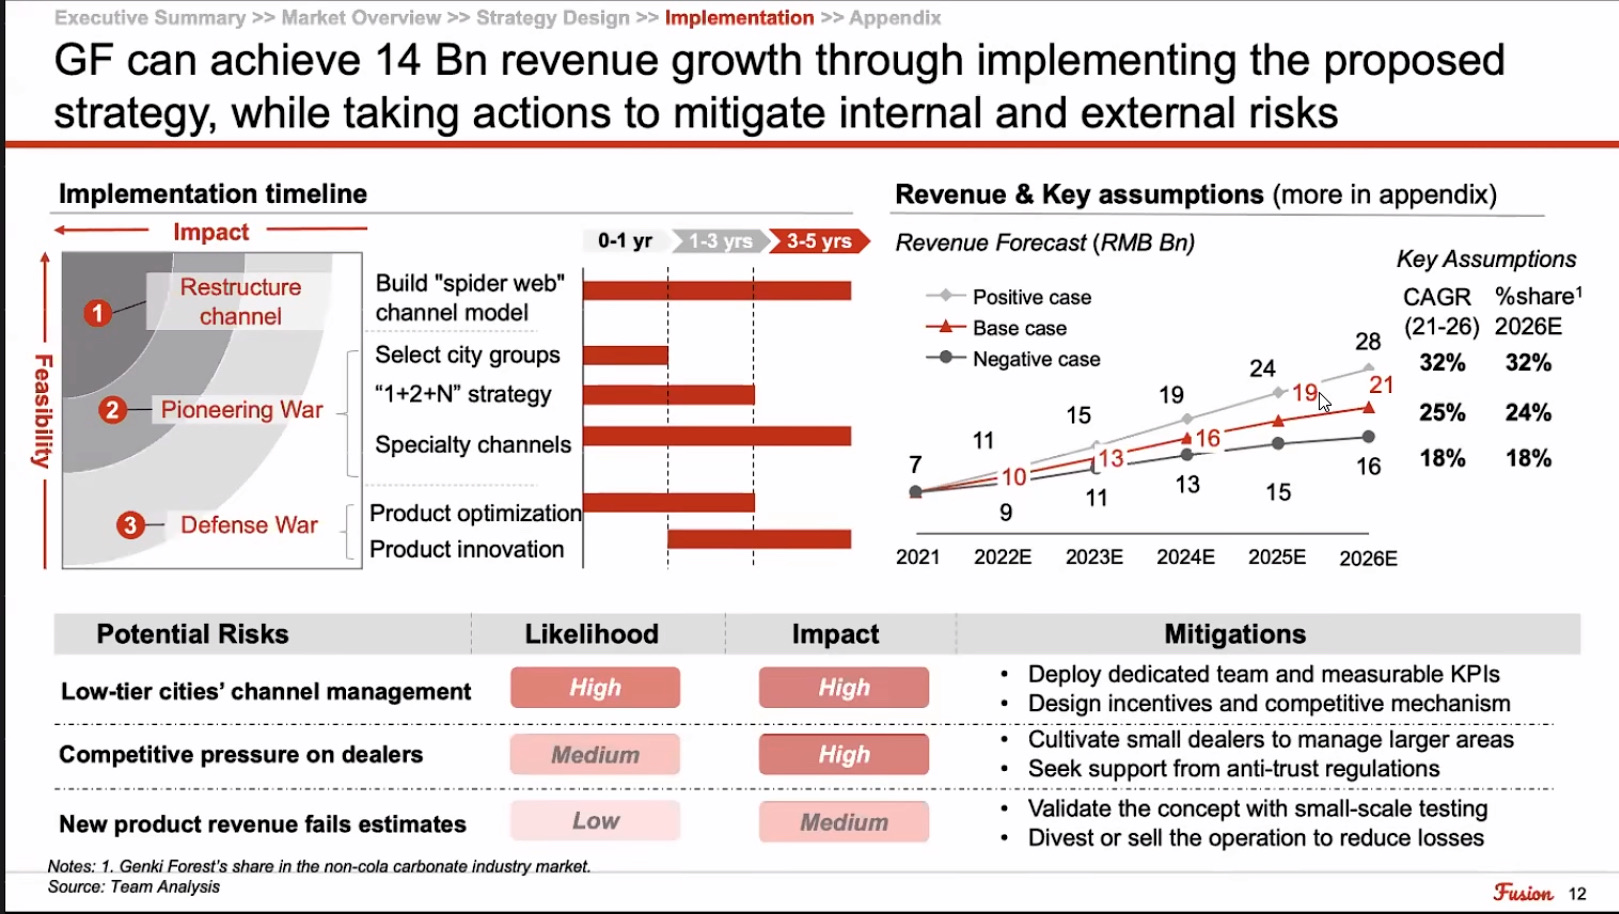 Executive Summary >> Market Overview >> Strategy Design >> Implementation >> Appendix
GF can achieve 14 Bn revenue growth through implementing the proposed
strategy, while taking actions to mitigate internal and external risks
Implementation timeline
Impact
Feasibility
1
Restructure
channel
2
Pioneering War
3
Defense War
0-1 yr
1-3 yrs
3-5 yrs
Build "spider web"
channel model
Select city groups
“1+2+N” strategy
Specialty channels
Product optimization
Product innovation
Revenue & Key assumptions (more in appendix)
Revenue Forecast (RMB Bn)
Positive case
Base case
Negative case
7
11
15
19
24
28
10
13
16
19
21
9
11
13
15
16
2021
2022E
2023E
2024E
2025E
2026E
Key Assumptions
CAGR %share¹
(21-26) 2026E
32% 32%
25% 24%
18% 18%
Potential Risks Likelihood Impact Mitigations
Low-tier cities’ channel management High High
• Deploy dedicated team and measurable KPIs
• Design incentives and competitive mechanism
Competitive pressure on dealers Medium High
• Cultivate small dealers to manage larger areas
• Seek support from anti-trust regulations
New product revenue fails estimates Low Medium
• Validate the concept with small-scale testing
• Divest or sell the operation to reduce losses
Notes: 1. Genki Forest’s share in the non-cola carbonate industry market.
Source: Team Analysis
Fusion 12